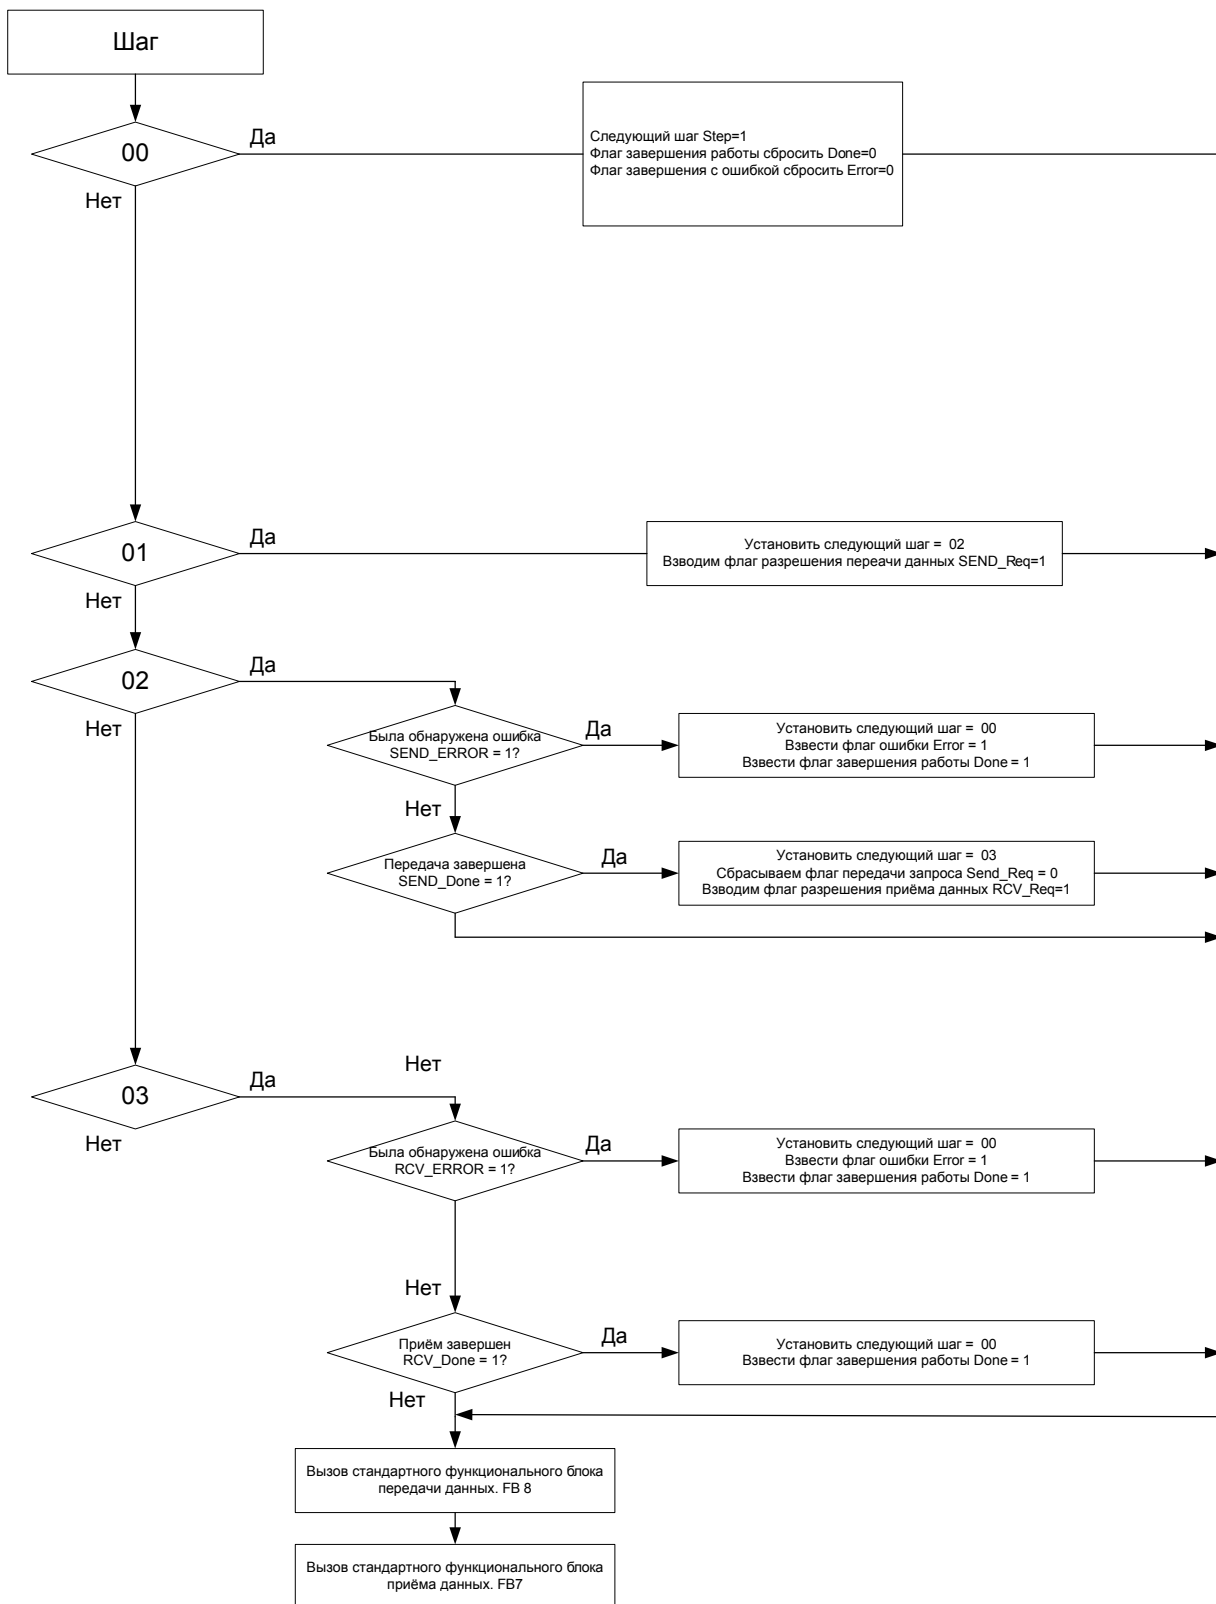 Шаг
00
Да
Следующий шаг Step=1
Флаг завершения работы сбросить Done=0
Флаг завершения с ошибкой сбросить Error=0
Нет
01
Да
Установить следующий шаг = 02
Взводим флаг разрешения переачи данных SEND_Req=1
Нет
02
Да
Нет
Была обнаружена ошибка
SEND_ERROR = 1?
Да
Установить следующий шаг = 00
Взвести флаг ошибки Error = 1
Взвести флаг завершения работы Done = 1
Нет
Передача завершена
SEND_Done = 1?
Да
Установить следующий шаг = 03
Сбрасываем флаг передачи запроса Send_Req = 0
Взводим флаг разрешения приёма данных RCV_Req=1
Нет
03
Да
Нет
Была обнаружена ошибка
RCV_ERROR = 1?
Да
Установить следующий шаг = 00
Взвести флаг ошибки Error = 1
Взвести флаг завершения работы Done = 1
Нет
Приём завершен
RCV_Done = 1?
Да
Установить следующий шаг = 00
Взвести флаг завершения работы Done = 1
Нет
Вызов стандартного функционального блока
передачи данных. FB 8
Вызов стандартного функционального блока
приёма данных. FB7